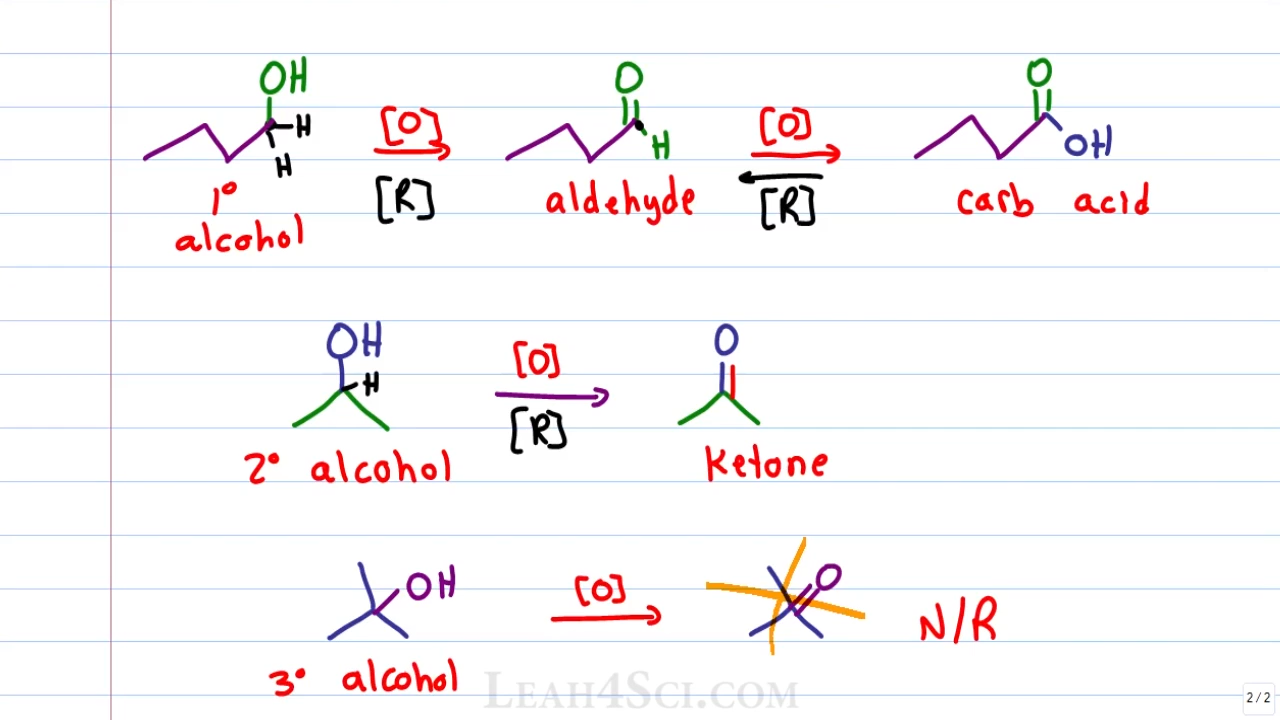 OH
H
H
[O]
[R]
1° alcohol
O
H
aldehyde
[O]
[R]
O
OH
carb acid
OH
H
2° alcohol
[O]
[R]
O
Ketone
OH
3° alcohol
[O]
O
N/R
LEAH4SCI.COM
2/2